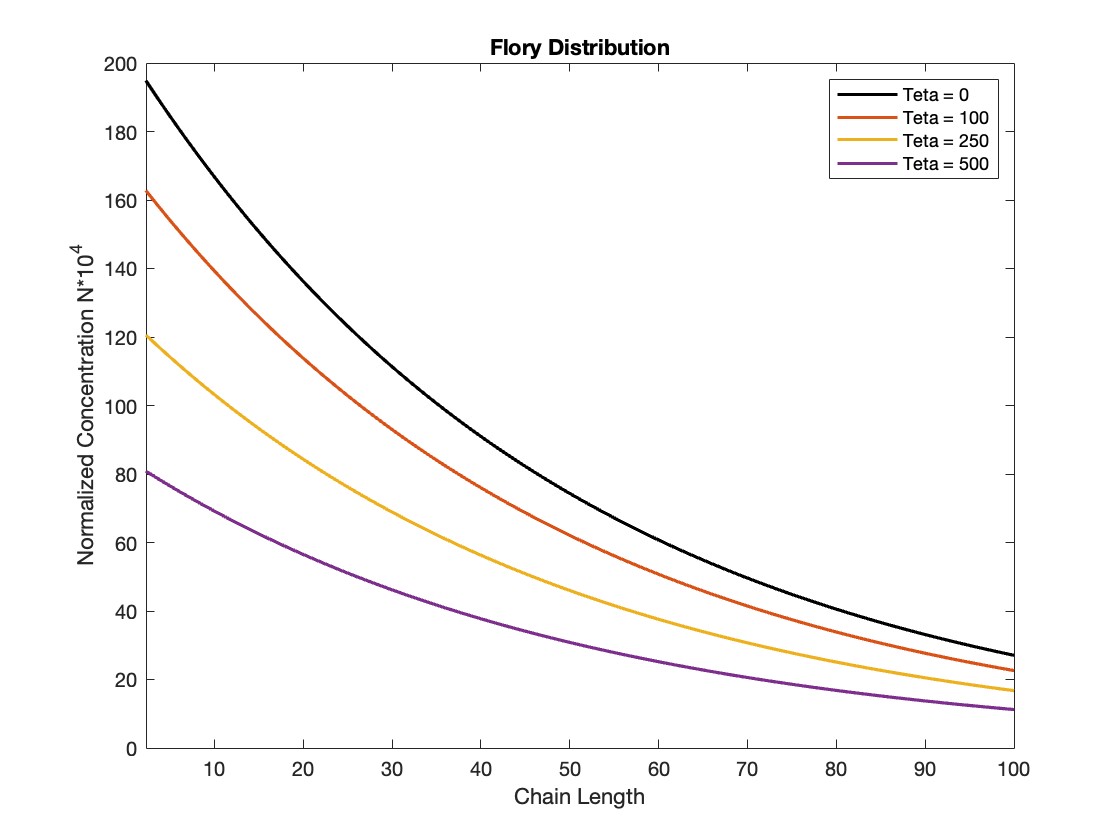 Flory Distribution
Teta = 0
Teta = 100
Teta = 250
Teta = 500
Normalized Concentration N*10^4
200
180
160
140
120
100
80
60
40
20
0
10 20 30 40 50 60 70 80 90 100
Chain Length